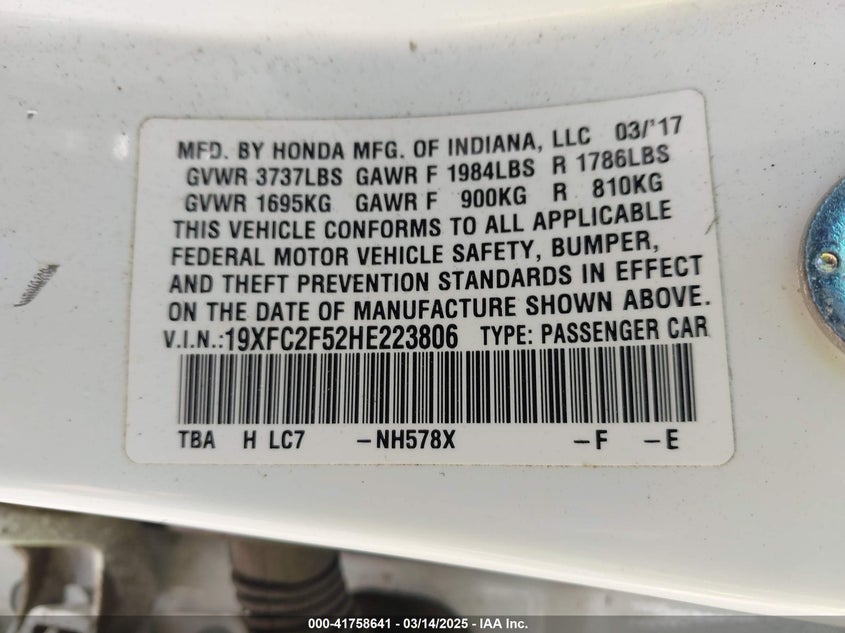 MFD. BY HONDA MFG. OF INDIANA, LLC 03/'17
GVWR 3737LBS GAWR F 1984LBS R 1786LBS
GVWR 1695KG GAWR F 900KG R 810KG
THIS VEHICLE CONFORMS TO ALL APPLICABLE
FEDERAL MOTOR VEHICLE SAFETY, BUMPER,
AND THEFT PREVENTION STANDARDS IN EFFECT
ON THE DATE OF MANUFACTURE SHOWN ABOVE.
V.I.N.:19XFC2F52HE223806 TYPE: PASSENGER CAR
TBA H LC7 -NH578X -F -E
000-41758641 — 03/14/2025 — IAA Inc.